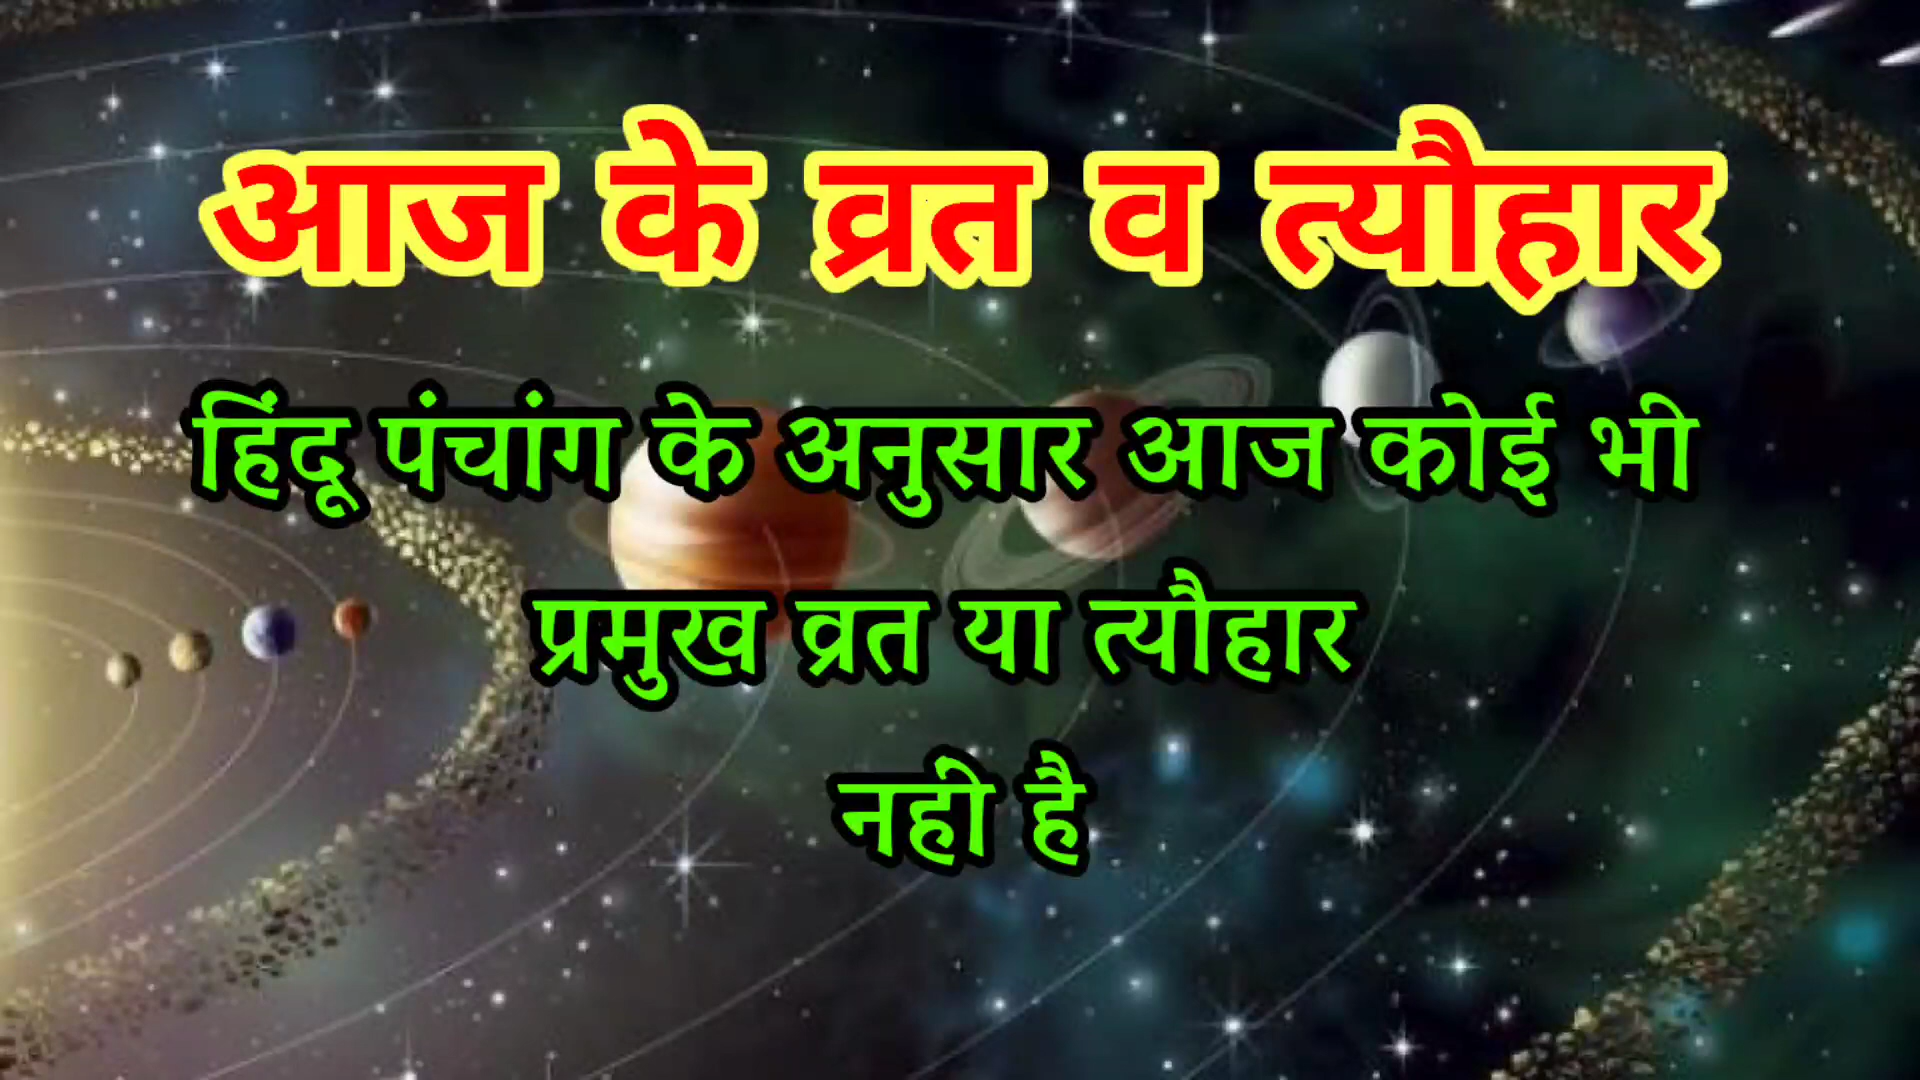 आज के व्रत व त्यौहार
हिंदू पंचांग के अनुसार आज कोई भी
प्रमुख व्रत या त्यौहार
नहीं है